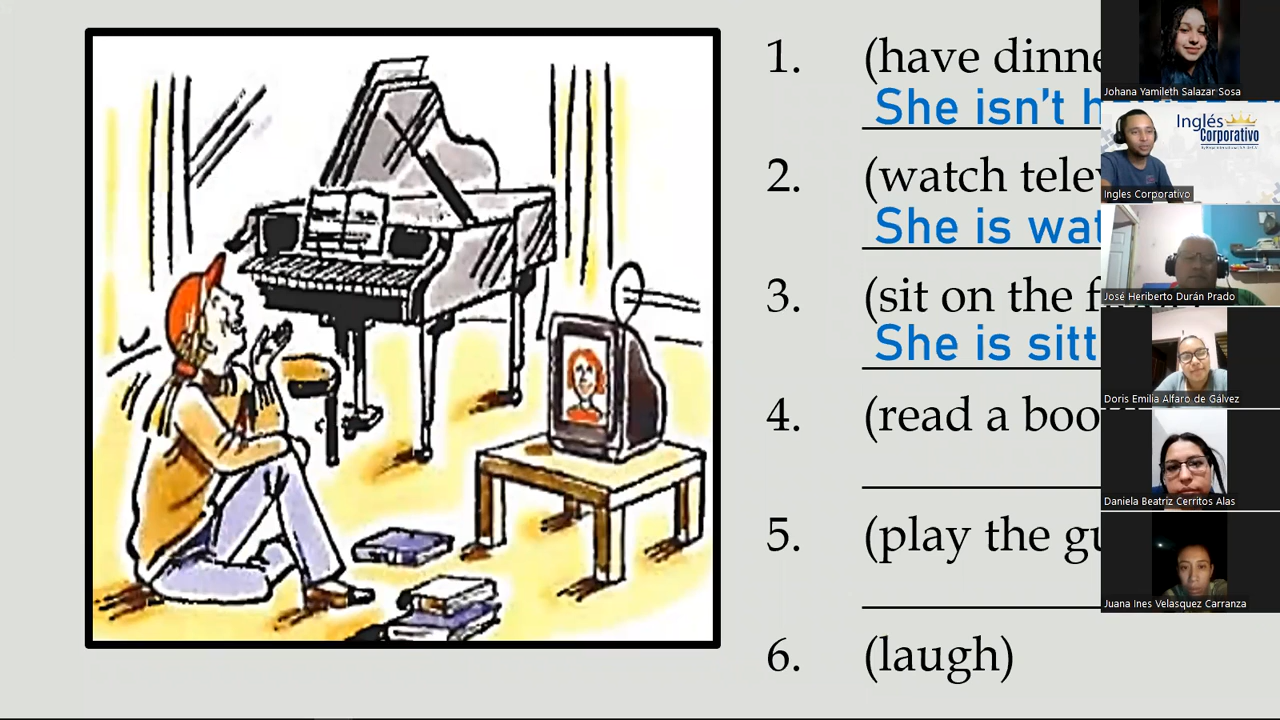 1. (have dinne
She isn't h
2. (watch telev
She is wat
3. (sit on the f
She is sitt
4. (read a boo
5. (play the gu
6. (laugh)
Johana Yamileth Salazar Sosa
Inglés
Corporativo
Ingles Corporativo
José Heriberto Durán Prado
Doris Emilia Alfaro de Gálvez
Daniela Beatriz Cerritos Alas
Juana Ines Velasquez Carranza